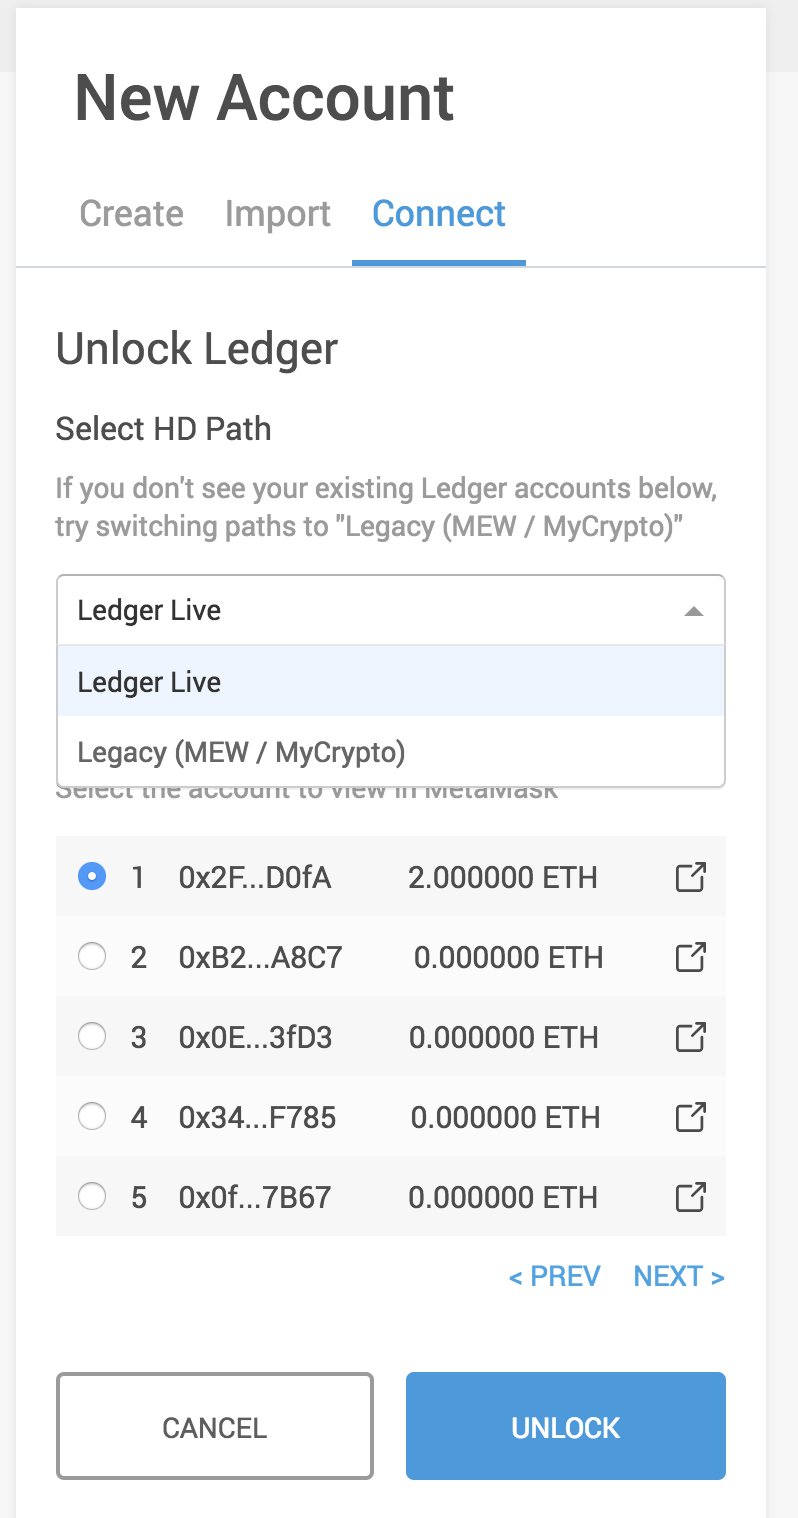 New Account
Create Import Connect
Unlock Ledger
Select HD Path
If you don't see your existing Ledger accounts below,
try switching paths to "Legacy (MEW / MyCrypto)"
Ledger Live
Ledger Live
Legacy (MEW / MyCrypto)
Select the account to view in MetaMask
1 0x2F...D0fA 2.000000 ETH
2 0xB2...A8C7 0.000000 ETH
3 0x0E...3fD3 0.000000 ETH
4 0x34...F785 0.000000 ETH
5 0x0f...7B67 0.000000 ETH
< PREV NEXT >
CANCEL UNLOCK